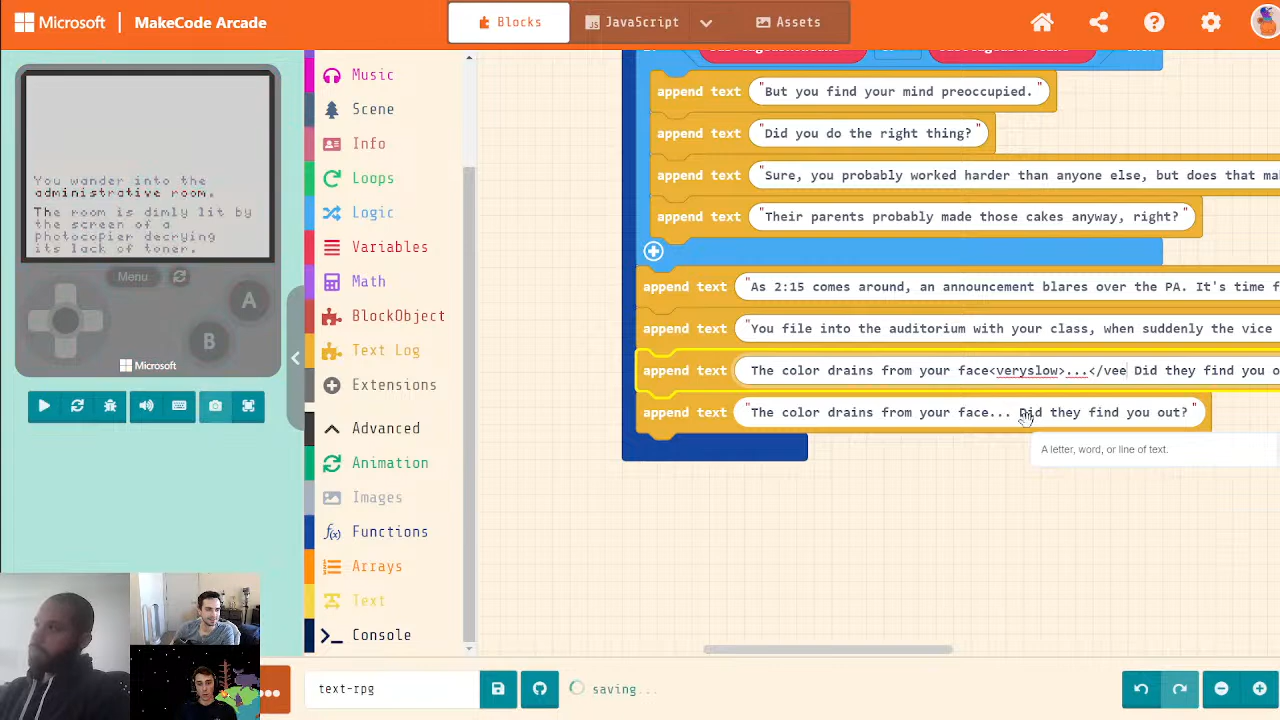 Microsoft
MakeCode Arcade
Blocks
JavaScript
Assets
You wander into the
administrative room.
The room is dimly lit by
the screen of a
photocopier decrying
its lack of toner.
Menu
A
B
Microsoft
Music
Scene
Info
Loops
Logic
Variables
Math
BlockObject
Text Log
Extensions
Advanced
Animation
Images
Functions
Arrays
Text
Console
append text "But you find your mind preoccupied."
append text "Did you do the right thing?"
append text "Sure, you probably worked harder than anyone else, but does that ma
append text "Their parents probably made those cakes anyway, right?"
append text "As 2:15 comes around, an announcement blares over the PA. It's time f
append text "You file into the auditorium with your class, when suddenly the vice
append text The color drains from your face<veryslow>...</vee Did they find you o
append text "The color drains from your face... Did they find you out?"
A letter, word, or line of text.
text-rpg
saving...